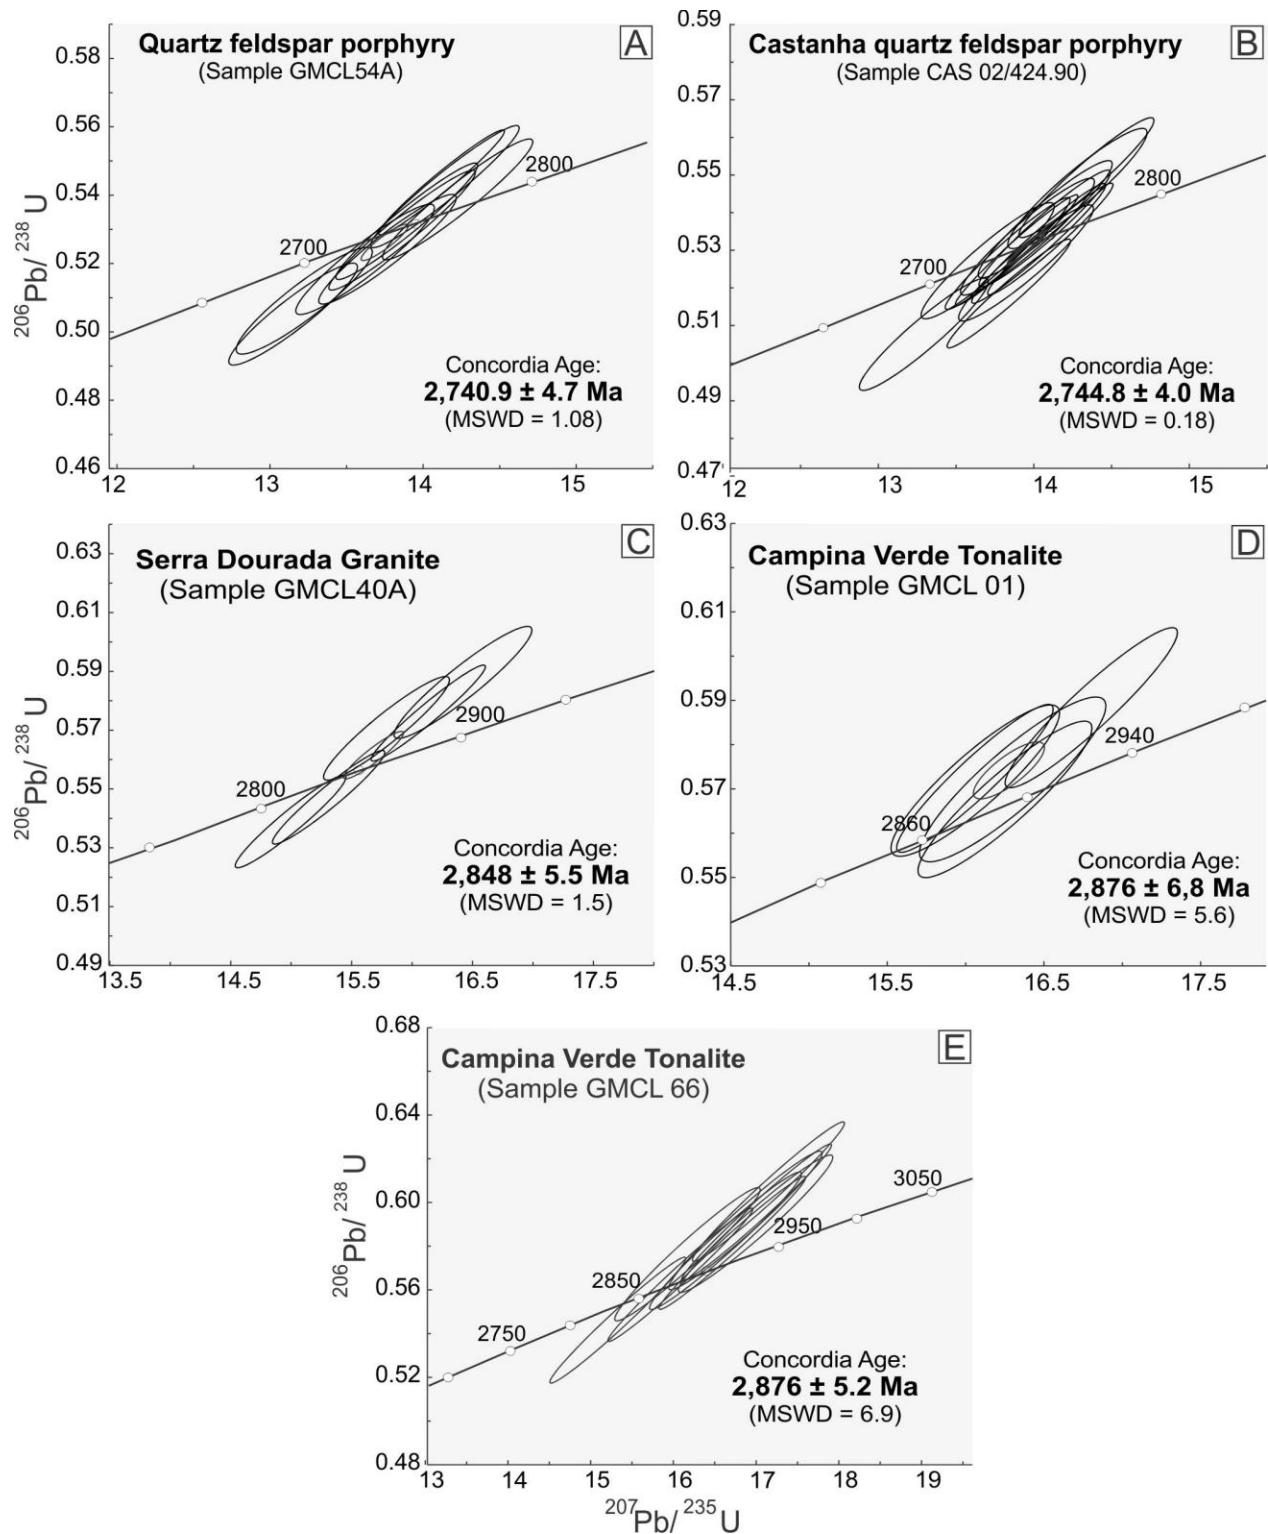 Quartz feldspar porphyry
(Sample GMCL54A)
A
0.58
0.56
0.54
0.52
0.50
0.48
0.46
206Pb/ 238 U
2700
2800
Concordia Age:
2,740.9 ± 4.7 Ma
(MSWD = 1.08)
12 13 14 15
Castanha quartz feldspar porphyry
(Sample CAS 02/424.90)
B
0.59
0.57
0.55
0.53
0.51
0.49
0.47
2700
2800
Concordia Age:
2,744.8 ± 4.0 Ma
(MSWD = 0.18)
12 13 14 15
Serra Dourada Granite
(Sample GMCL40A)
C
0.63
0.61
0.59
0.57
0.55
0.53
0.51
0.49
206Pb/ 238 U
2800
2900
Concordia Age:
2,848 ± 5.5 Ma
(MSWD = 1.5)
13.5 14.5 15.5 16.5 17.5
Campina Verde Tonalite
(Sample GMCL 01)
D
0.63
0.61
0.59
0.57
0.55
0.53
2860
2940
Concordia Age:
2,876 ± 6,8 Ma
(MSWD = 5.6)
14.5 15.5 16.5 17.5
Campina Verde Tonalite
(Sample GMCL 66)
E
0.68
0.64
0.60
0.56
0.52
0.48
206Pb/ 238 U
2750
2850
2950
3050
Concordia Age:
2,876 ± 5.2 Ma
(MSWD = 6.9)
13 14 15 16 17 18 19
207Pb/ 235 U